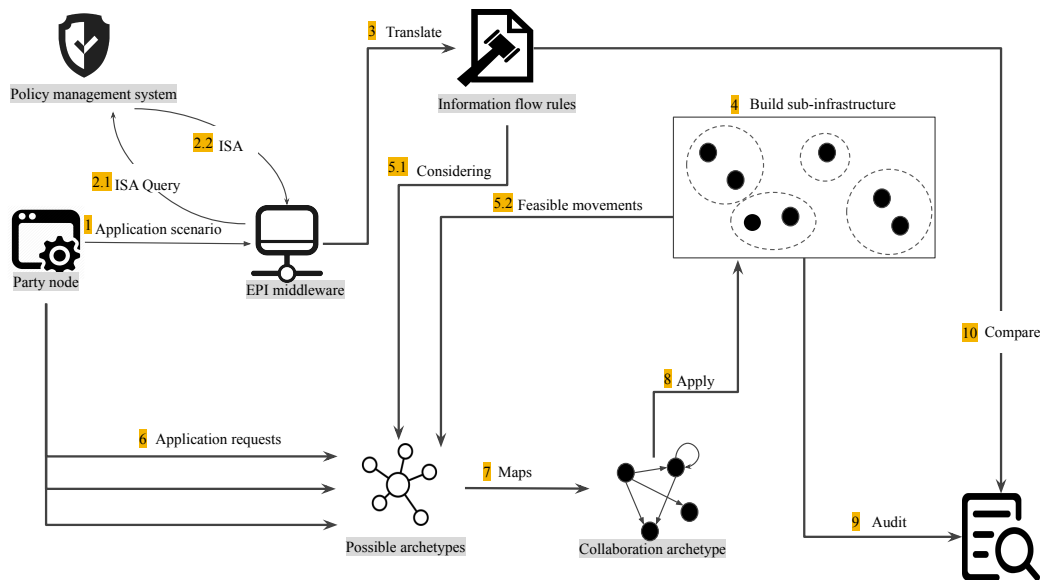 3 Translate
Policy management system
Information flow rules
4 Build sub-infrastructure
2.2 ISA
5.1 Considering
2.1 ISA Query
5.2 Feasible movements
1 Application scenario
Party node
EPI middleware
10 Compare
8 Apply
6 Application requests
7 Maps
9 Audit
Possible archetypes
Collaboration archetype